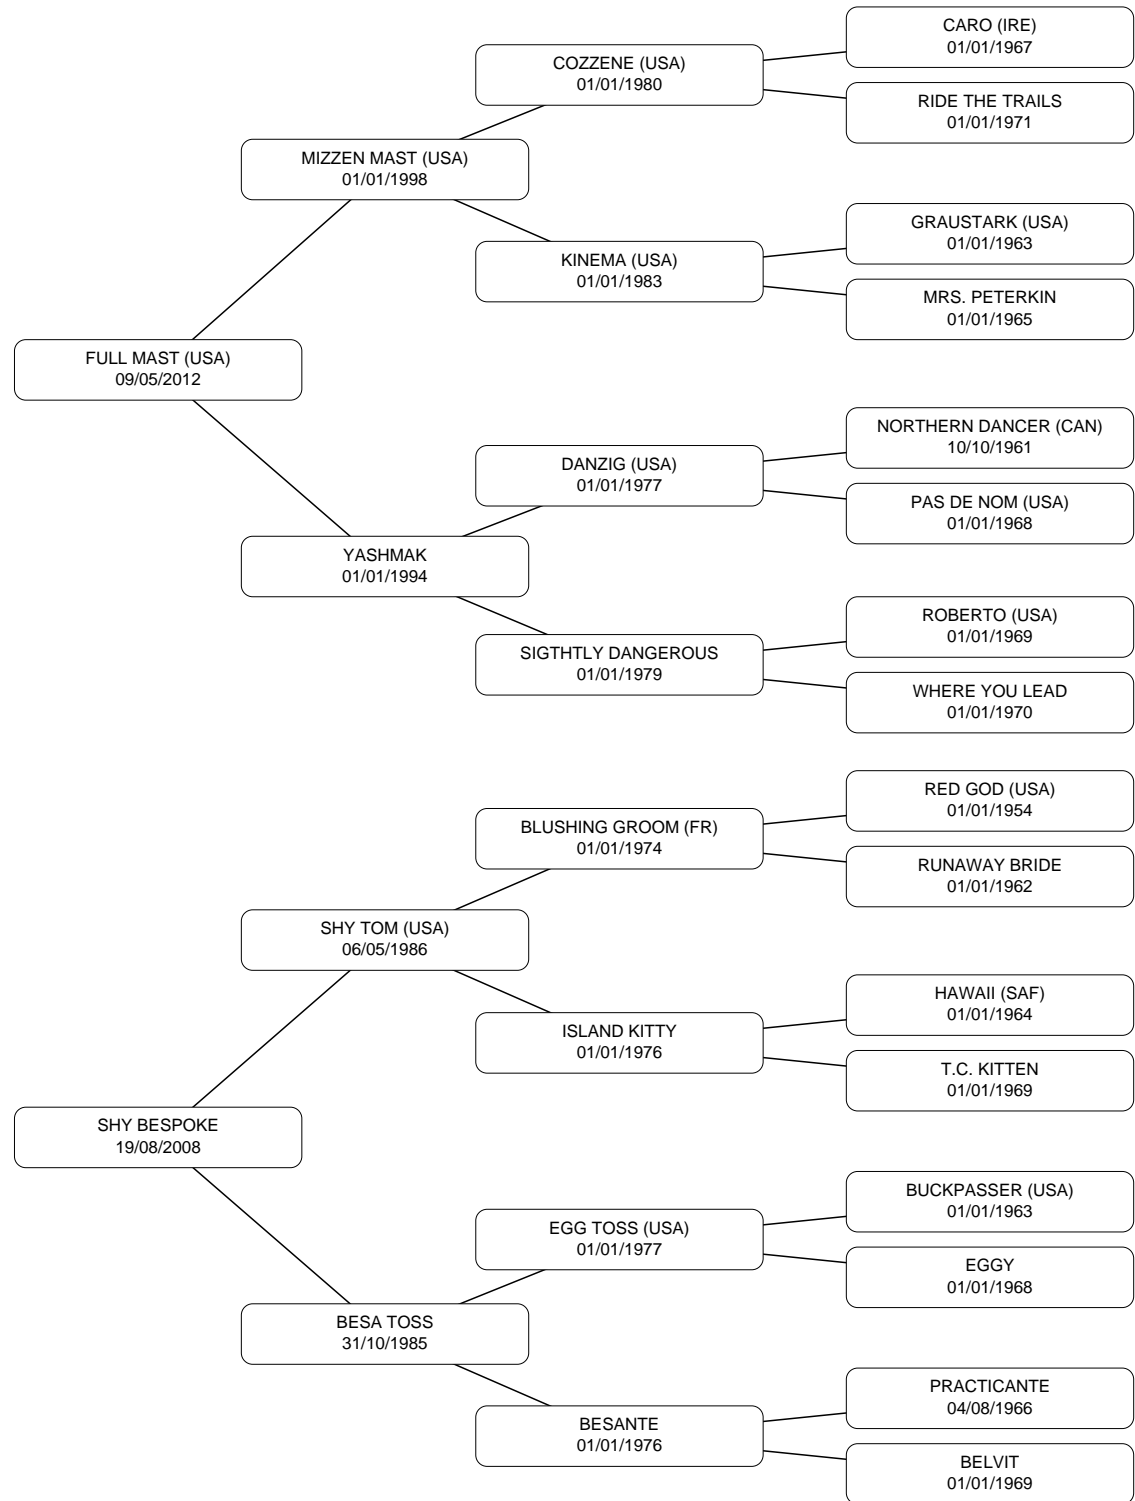 CARO (IRE)
01/01/1967
COZZENE (USA)
01/01/1980
RIDE THE TRAILS
01/01/1971
MIZZEN MAST (USA)
01/01/1998
GRAUSTARK (USA)
01/01/1963
KINEMA (USA)
01/01/1983
MRS. PETERKIN
01/01/1965
FULL MAST (USA)
09/05/2012
NORTHERN DANCER (CAN)
10/10/1961
DANZIG (USA)
01/01/1977
PAS DE NOM (USA)
01/01/1968
YASHMAK
01/01/1994
ROBERTO (USA)
01/01/1969
SIGTHTLY DANGEROUS
01/01/1979
WHERE YOU LEAD
01/01/1970
RED GOD (USA)
01/01/1954
BLUSHING GROOM (FR)
01/01/1974
RUNAWAY BRIDE
01/01/1962
SHY TOM (USA)
06/05/1986
HAWAII (SAF)
01/01/1964
ISLAND KITTY
01/01/1976
T.C. KITTEN
01/01/1969
SHY BESPOKE
19/08/2008
BUCKPASSER (USA)
01/01/1963
EGG TOSS (USA)
01/01/1977
EGGY
01/01/1968
BESA TOSS
31/10/1985
PRACTICANTE
04/08/1966
BESANTE
01/01/1976
BELVIT
01/01/1969